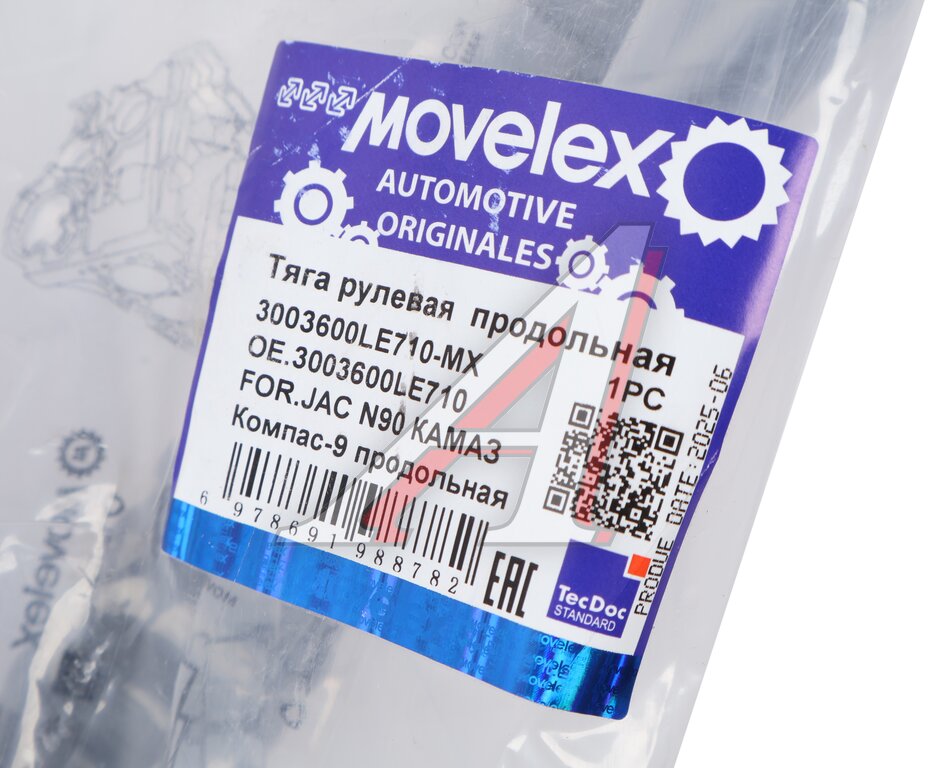 MOVELEX
AUTOMOTIVE
ORIGINALES
Тяга рулевая продольная
3003600LE710-MX
1PC
OE.3003600LE710
FOR.JAC N90 КАМАЗ
Компас-9 продольная
6 978691 988782
EAC
TecDoc
STANDARD
PRODUE DATE:2025-06
Movelex